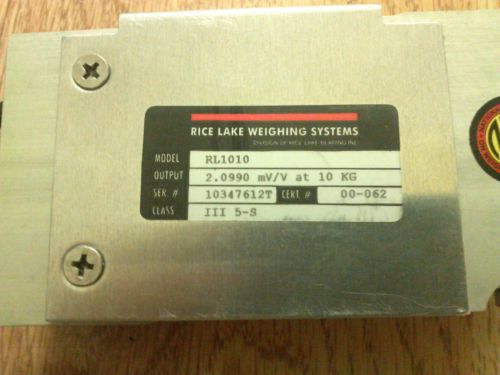 RICE LAKE WEIGHING SYSTEMS
DIVISION OF RICE LAKE BEARING INC.
MODEL RL1010
OUTPUT 2.0990 mV/V at 10 KG
SER. # 10347612T CERT. # 00-062
CLASS III 5-S